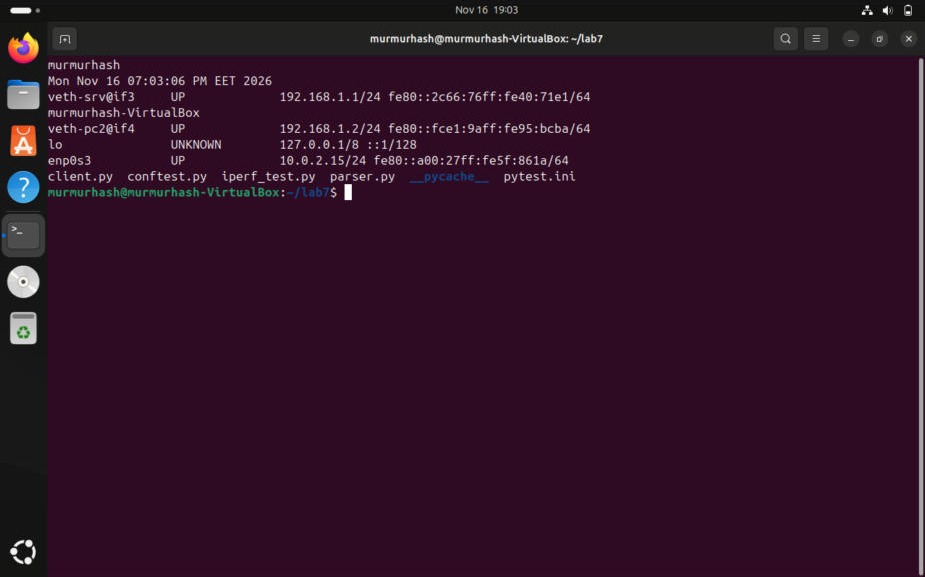 Nov 16 19:03
murmurhash@murmurhash-VirtualBox: ~/lab7
murmurhash
Mon Nov 16 07:03:06 PM EET 2026
veth-srv@if3 UP 192.168.1.1/24 fe80::2c66:76ff:fe40:71e1/64
murmurhash-VirtualBox
veth-pc2@if4 UP 192.168.1.2/24 fe80::fce1:9aff:fe95:bcba/64
lo UNKNOWN 127.0.0.1/8 ::1/128
enp0s3 UP 10.0.2.15/24 fe80::a00:27ff:fe5f:861a/64
client.py conftest.py iperf_test.py parser.py __pycache__ pytest.ini
murmurhash@murmurhash-VirtualBox:~/lab7$